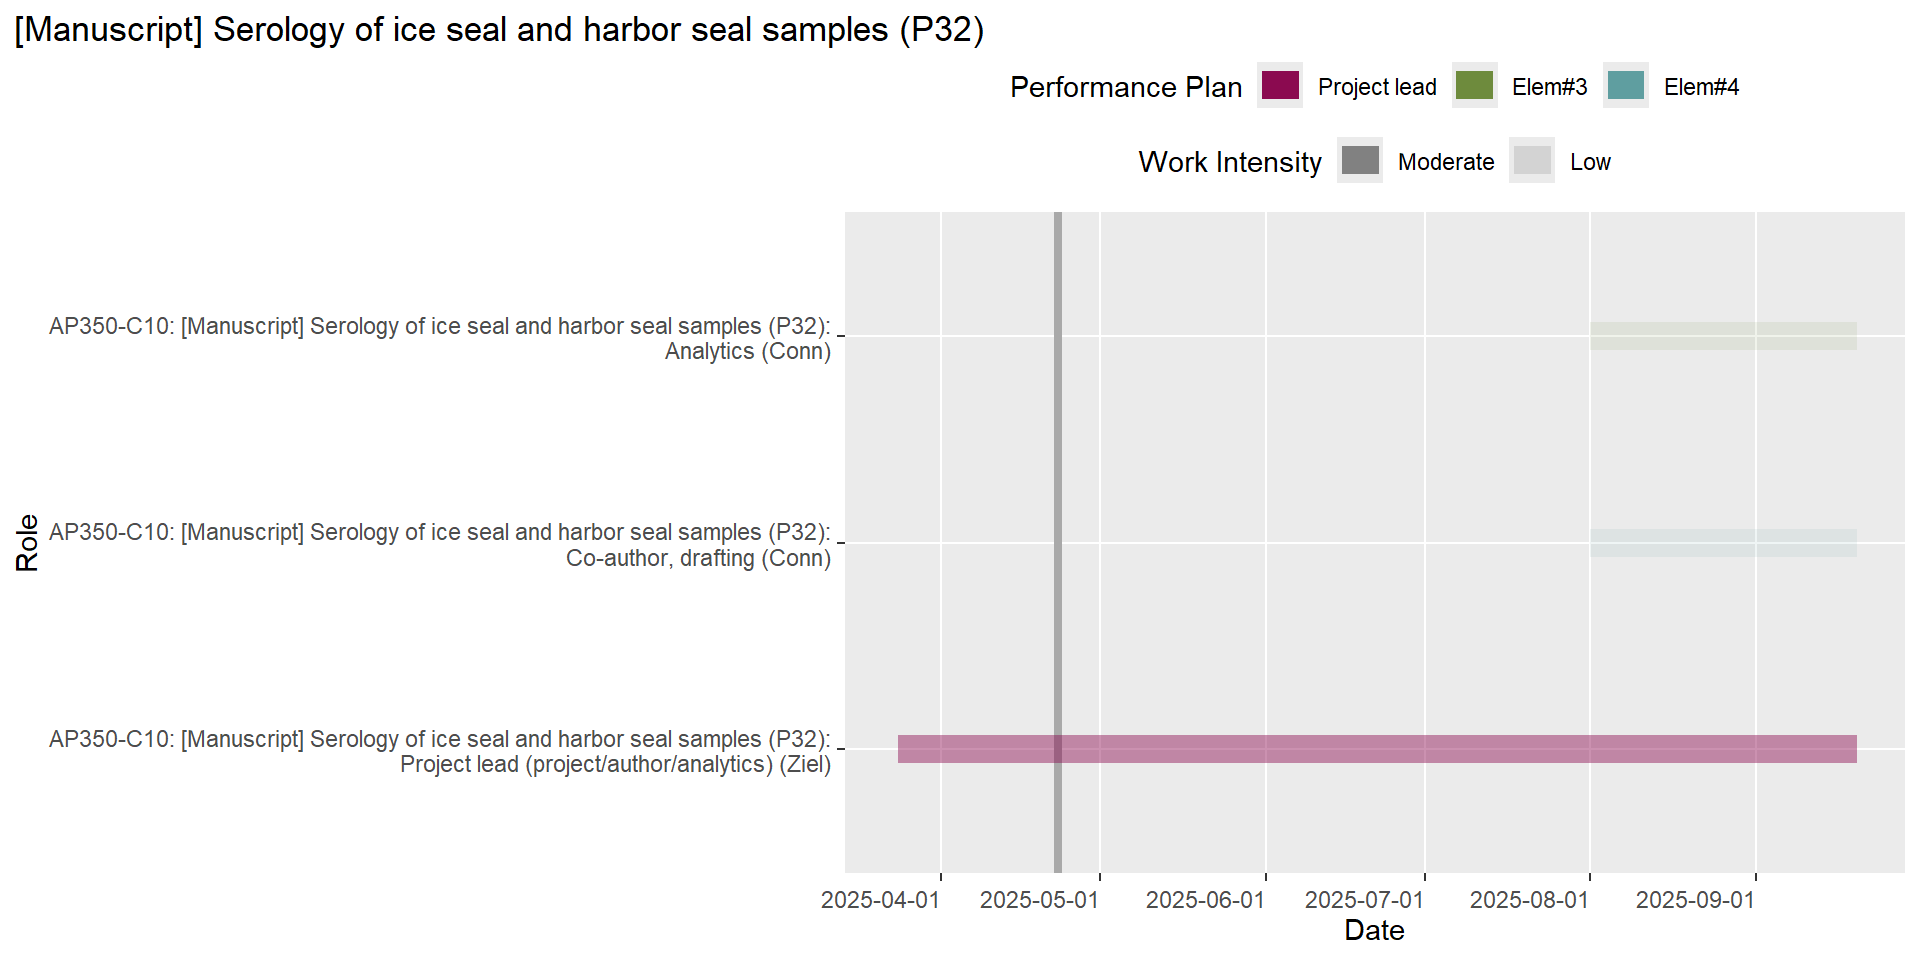 [Manuscript] Serology of ice seal and harbor seal samples (P32)
Performance Plan Project lead Elem#3 Elem#4
Work Intensity Moderate Low
AP350-C10: [Manuscript] Serology of ice seal and harbor seal samples (P32):
Analytics (Conn)
Role
AP350-C10: [Manuscript] Serology of ice seal and harbor seal samples (P32):
Co-author, drafting (Conn)
AP350-C10: [Manuscript] Serology of ice seal and harbor seal samples (P32):
Project lead (project/author/analytics) (Ziel)
2025-04-01 2025-05-01 2025-06-01 2025-07-01 2025-08-01 2025-09-01
Date